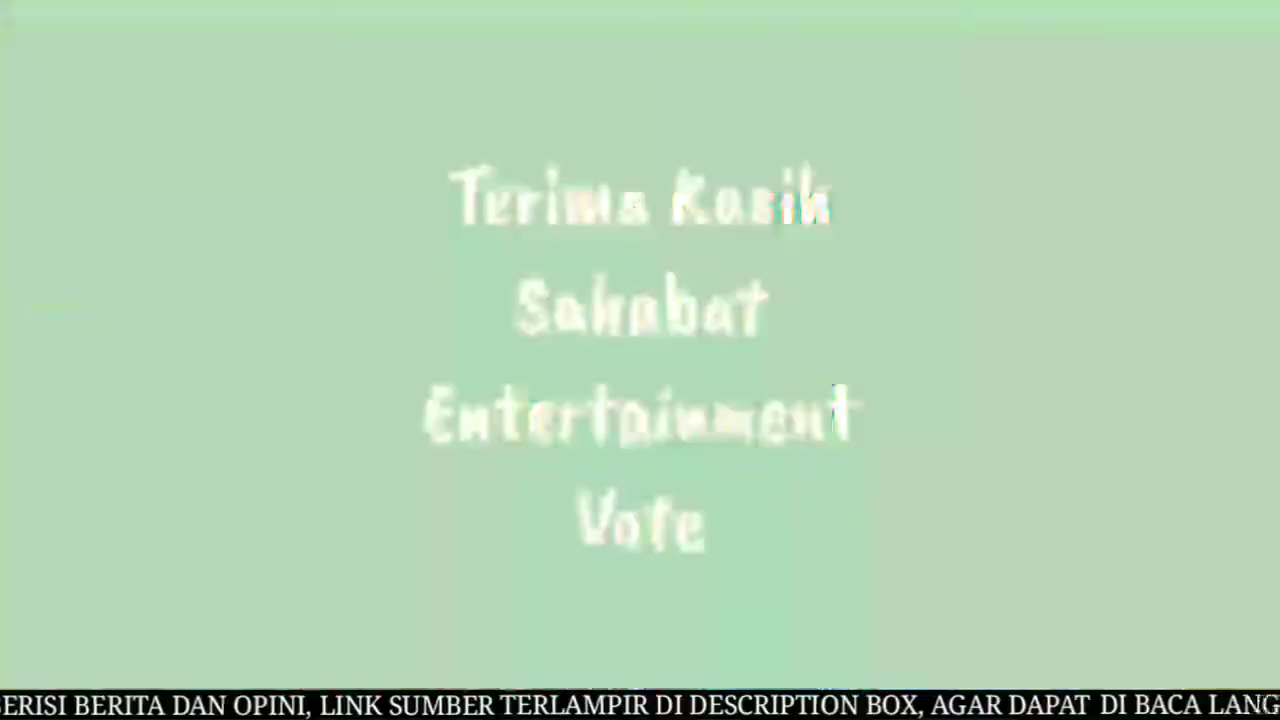 Terima Kasih
Sahabat
Entertainment
Vote
BERISI BERITA DAN OPINI, LINK SUMBER TERLAMPIR DI DESCRIPTION BOX, AGAR DAPAT DI BACA LANG